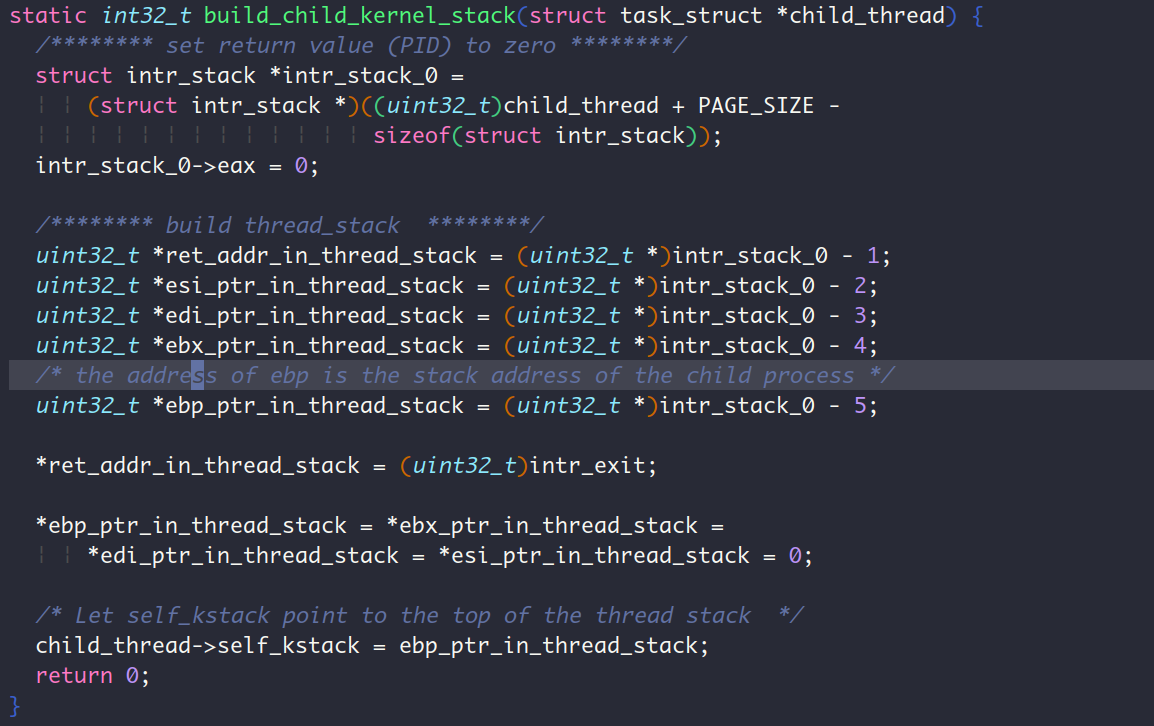 static int32_t build_child_kernel_stack(struct task_struct *child_thread) {
  /******** set return value (PID) to zero ********/
  struct intr_stack *intr_stack_0 =
      (struct intr_stack *)((uint32_t)child_thread + PAGE_SIZE -
                            sizeof(struct intr_stack));
  intr_stack_0->eax = 0;

  /******** build thread_stack  ********/
  uint32_t *ret_addr_in_thread_stack = (uint32_t *)intr_stack_0 - 1;
  uint32_t *esi_ptr_in_thread_stack = (uint32_t *)intr_stack_0 - 2;
  uint32_t *edi_ptr_in_thread_stack = (uint32_t *)intr_stack_0 - 3;
  uint32_t *ebx_ptr_in_thread_stack = (uint32_t *)intr_stack_0 - 4;
  /* the address of ebp is the stack address of the child process */
  uint32_t *ebp_ptr_in_thread_stack = (uint32_t *)intr_stack_0 - 5;

  *ret_addr_in_thread_stack = (uint32_t)intr_exit;

  *ebp_ptr_in_thread_stack = *ebx_ptr_in_thread_stack =
      *edi_ptr_in_thread_stack = *esi_ptr_in_thread_stack = 0;

  /* Let self_kstack point to the top of the thread stack  */
  child_thread->self_kstack = ebp_ptr_in_thread_stack;
  return 0;
}